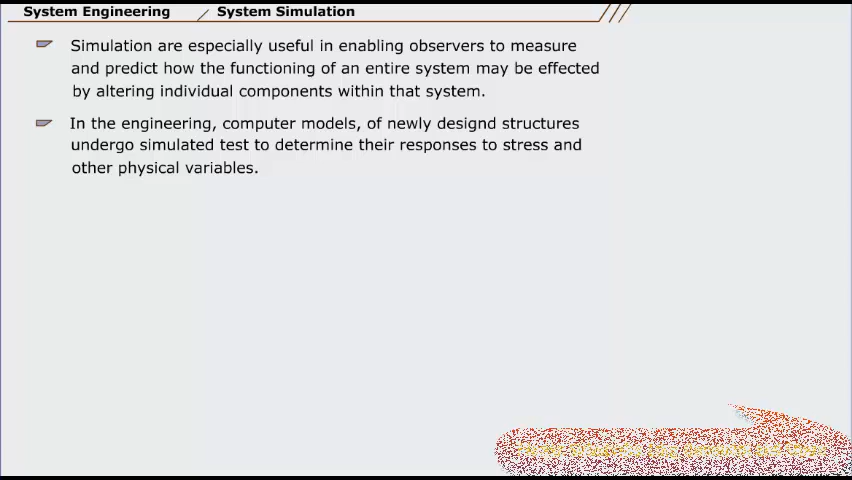 System Engineering / System Simulation
Simulation are especially useful in enabling observers to measure
and predict how the functioning of an entire system may be effected
by altering individual components within that system.
In the engineering, computer models, of newly designd structures
undergo simulated test to determine their responses to stress and
other physical variables.